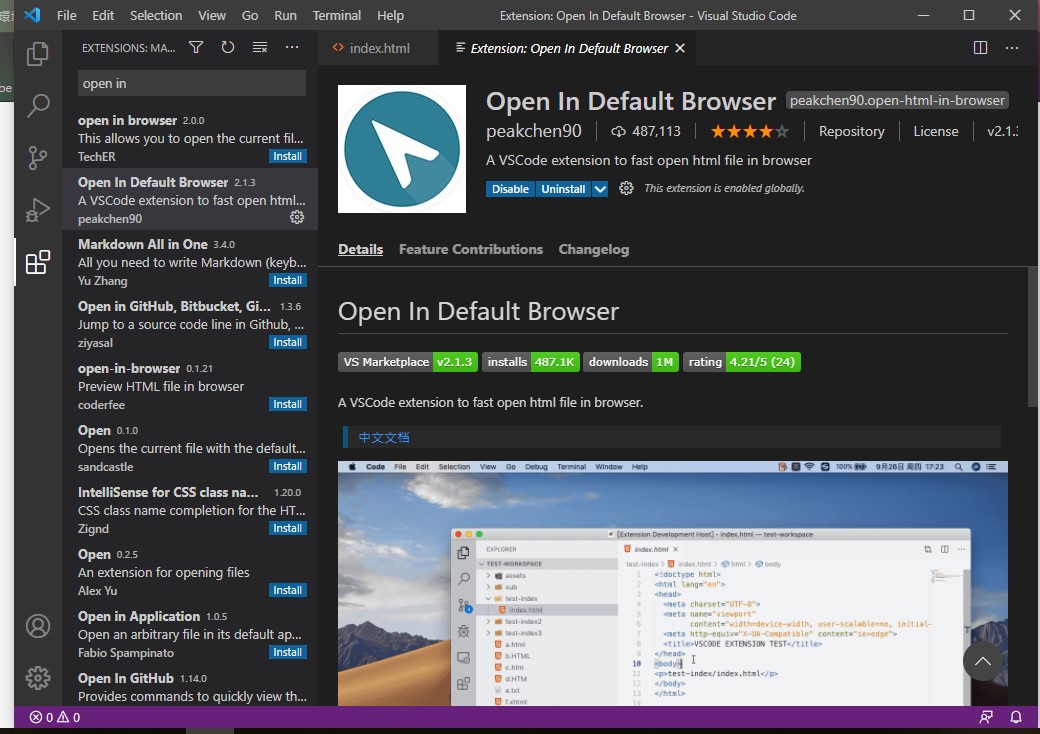 File Edit Selection View Go Run Terminal Help Extension: Open In Default Browser - Visual Studio Code
EXTENSIONS: MA...
index.html
Extension: Open In Default Browser
open in
open in browser 2.0.0
This allows you to open the current fil...
TechER Install
Open In Default Browser 2.1.3
A VSCode extension to fast open html...
peakchen90
Markdown All in One 3.4.0
All you need to write Markdown (keyb...
Yu Zhang Install
Open in GitHub, Bitbucket, Gi... 1.3.6
Jump to a source code line in Github, ...
ziyasal Install
open-in-browser 0.1.21
Preview HTML file in browser
coderfee Install
Open 0.1.0
Opens the current file with the default...
sandcastle Install
IntelliSense for CSS class na... 1.20.0
CSS class name completion for the HT...
Zignd Install
Open 0.2.5
An extension for opening files
Alex Yu Install
Open in Application 1.0.5
Open an arbitrary file in its default ap...
Fabio Spampinato Install
Open In GitHub 1.14.0
Provides commands to quickly view th...
Open In Default Browser peakchen90.open-html-in-browser
peakchen90 487,113 Repository License v2.1.
A VSCode extension to fast open html file in browser
Disable Uninstall This extension is enabled globally.
Details Feature Contributions Changelog
Open In Default Browser
VS Marketplace v2.1.3 installs 487.1K downloads 1M rating 4.21/5 (24)
A VSCode extension to fast open html file in browser.
中文文档
Code File Edit Selection View Go Debug Terminal Window Help 100% 9月26日 周四 17:23
[Extension Development Host] - index.html — test-workspace
EXPLORER
index.html
TEST-WORKSPACE
test-index > index.html > html > body
assets
sub
test-index
index.html
test-index2
test-index3
a.html
b.HTML
c.htm
d.HTM
e.txt
f.xhtml
1 <!doctype html>
2 <html lang="en">
3 <head>
4 <meta charset="UTF-8">
5 <meta name="viewport"
6 content="width=device-width, user-scalable=no, initial-
7 <meta http-equiv="X-UA-Compatible" content="ie=edge">
8 <title>VSCODE EXTENSION TEST</title>
9 </head>
10 <body>
11 <p>test-index/index.html</p>
12 </body>
13 </html>
14
0 0